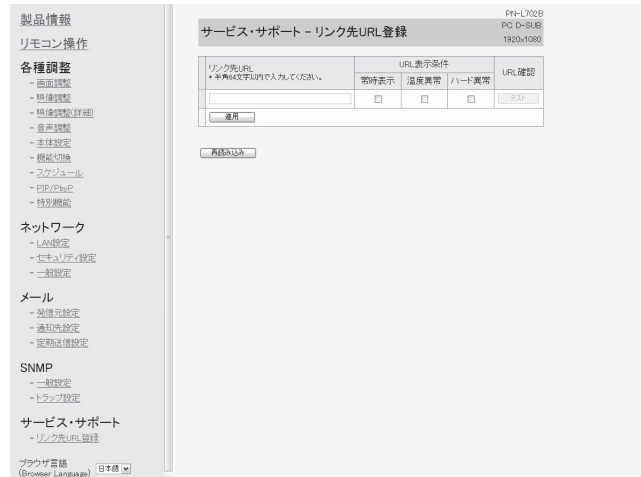 製品情報
リモコン操作
各種調整
- 画面調整
- 映像調整
- 映像調整(詳細)
- 音声調整
- 本体設定
- 機能切換
- スケジュール
- PIP/PbyP
- 特別機能
ネットワーク
- LAN設定
- セキュリティ設定
- 一般設定
メール
- 発信元設定
- 通知先設定
- 定期送信設定
SNMP
- 一般設定
- トラップ設定
サービス・サポート
- リンク先URL登録
ブラウザ言語
(Browser Language) 日本語
サービス・サポート - リンク先URL登録
PN-L702B
PC D-SUB
1920x1080
リンク先URL
* 半角64文字以内で入力してください。
URL表示条件
常時表示 温度異常 ハード異常
URL確認
テスト
適用
再読み込み